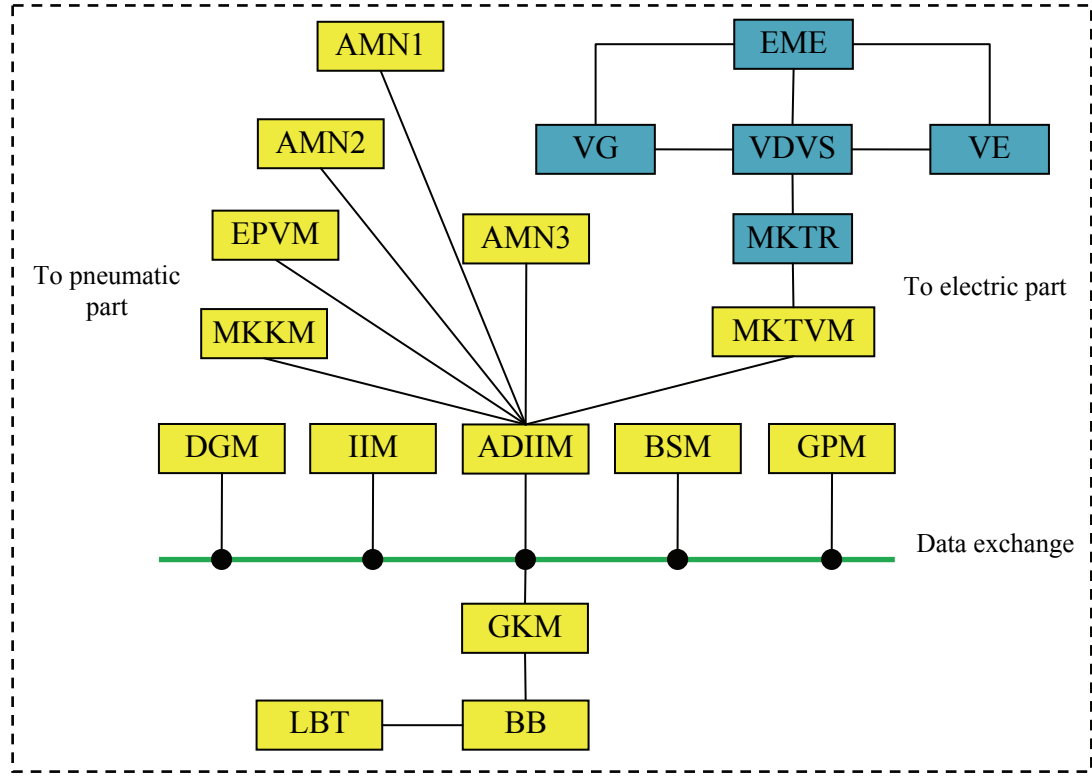 AMN1
EME
AMN2
VG
VDVS
VE
EPVM
AMN3
MKTR
To pneumatic
part
To electric part
MKKM
MKTVM
DGM
IIM
ADIIM
BSM
GPM
Data exchange
GKM
LBT
BB